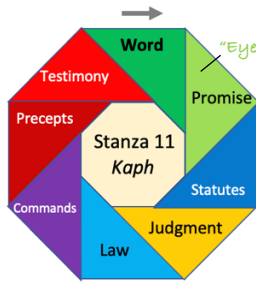 Word
"Eye
Testimony
Promise
Precepts
Stanza 11
Kaph
Statutes
Commands
Judgment
Law